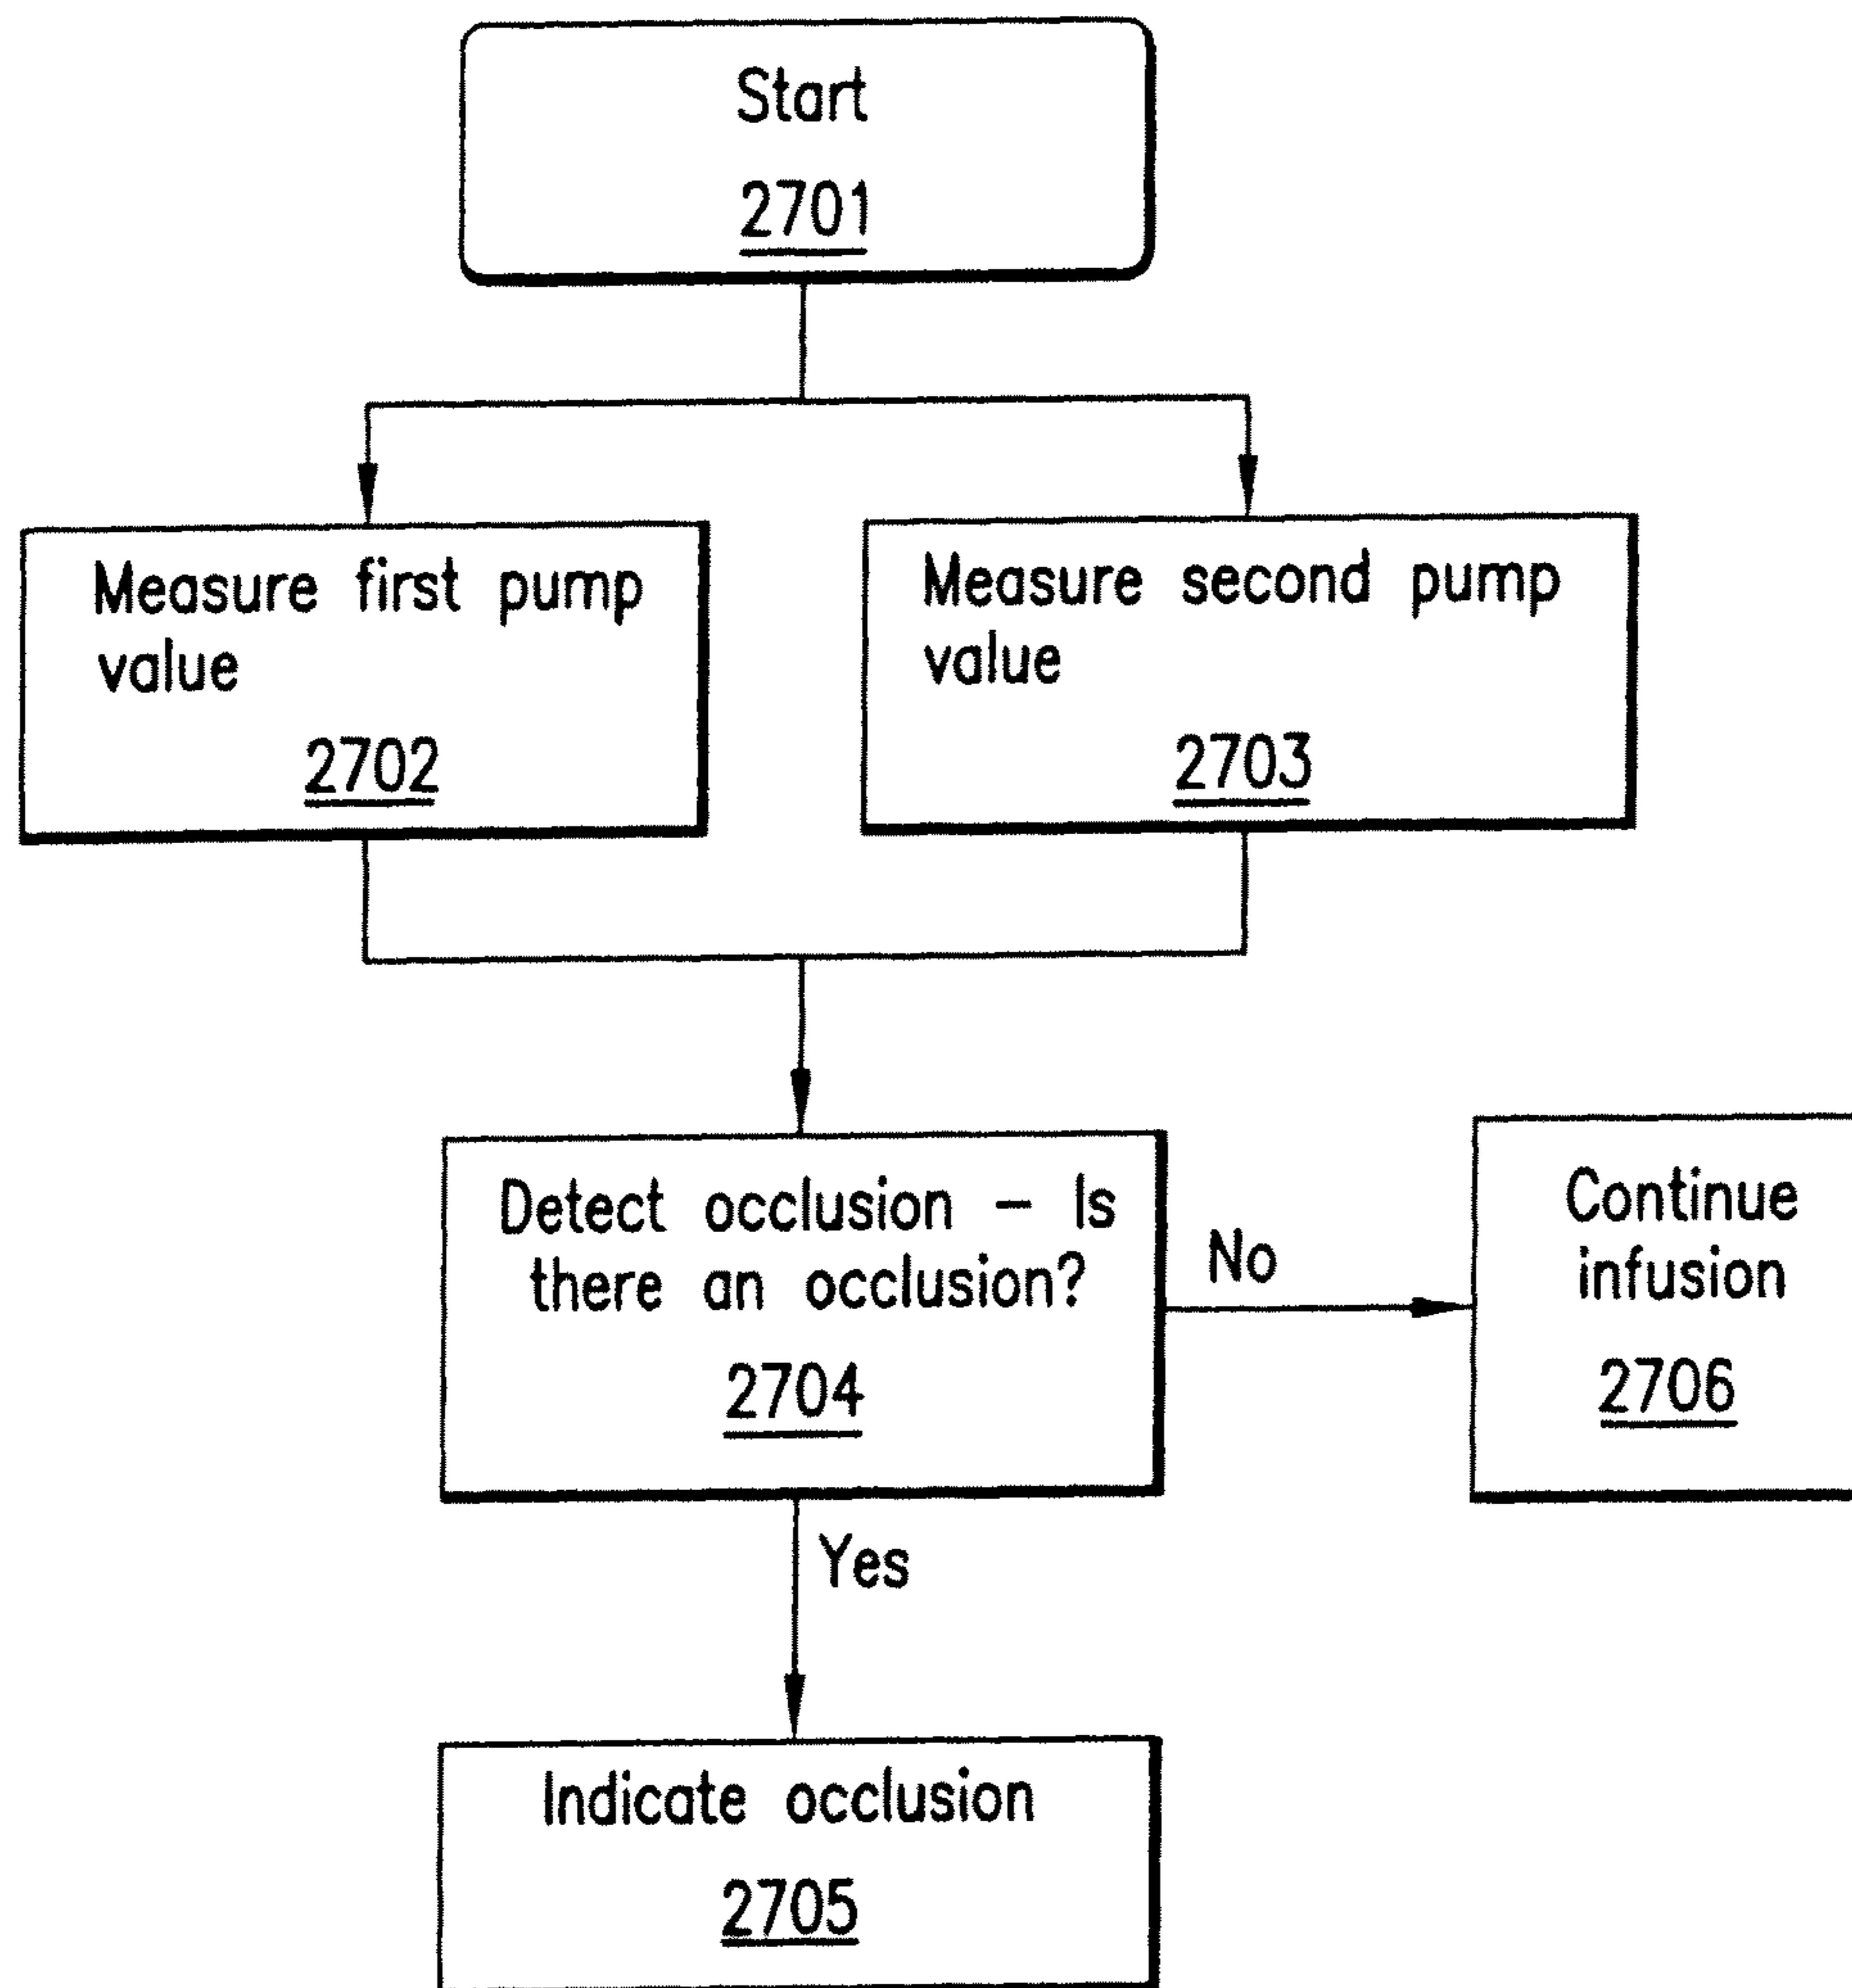 Start
2701
Measure first pump
value
2702
Measure second pump
value
2703
Detect occlusion – Is
there an occlusion?
2704
No
Continue
infusion
2706
Yes
Indicate occlusion
2705